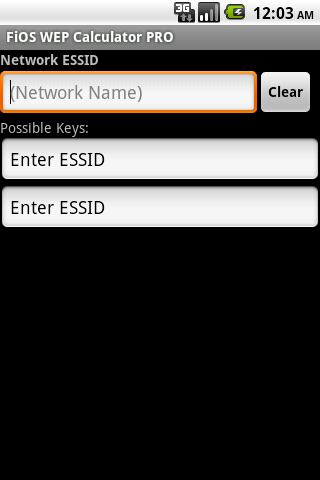 3G 12:03 AM
FiOS WEP Calculator PRO
Network ESSID
(Network Name) Clear
Possible Keys:
Enter ESSID
Enter ESSID